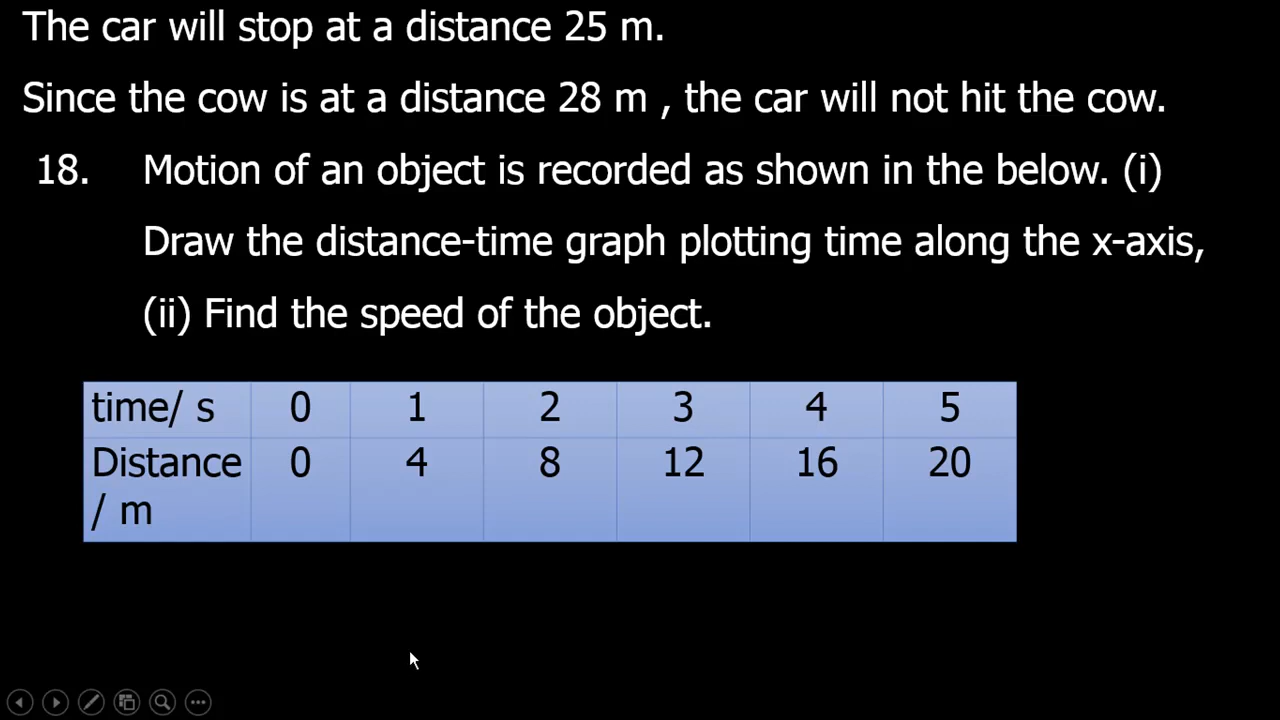 The car will stop at a distance 25 m.
Since the cow is at a distance 28 m , the car will not hit the cow.
18. Motion of an object is recorded as shown in the below. (i)
Draw the distance-time graph plotting time along the x-axis,
(ii) Find the speed of the object.
time/ s 0 1 2 3 4 5
Distance 0 4 8 12 16 20
/ m